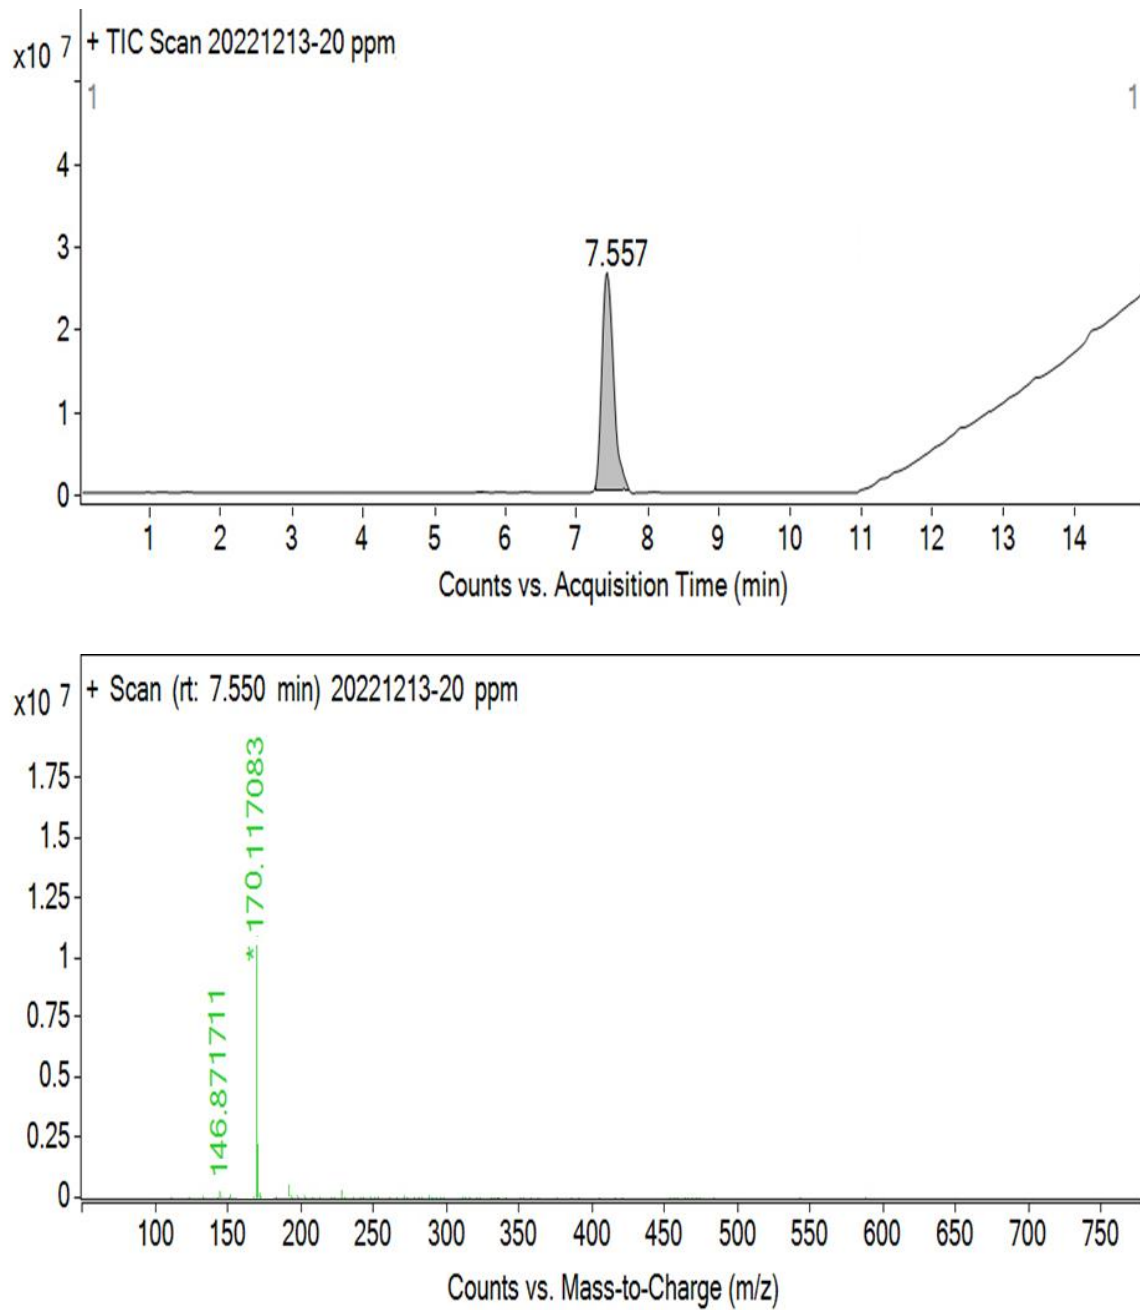 x10 7
+ TIC Scan 20221213-20 ppm
1
1
4
3
7.557
2
1
0
1 2 3 4 5 6 7 8 9 10 11 12 13 14
Counts vs. Acquisition Time (min)
x10 7
+ Scan (rt: 7.550 min) 20221213-20 ppm
* 170.117083
1.75
1.5
1.25
1
146.871711
0.75
0.5
0.25
0
100 150 200 250 300 350 400 450 500 550 600 650 700 750
Counts vs. Mass-to-Charge (m/z)